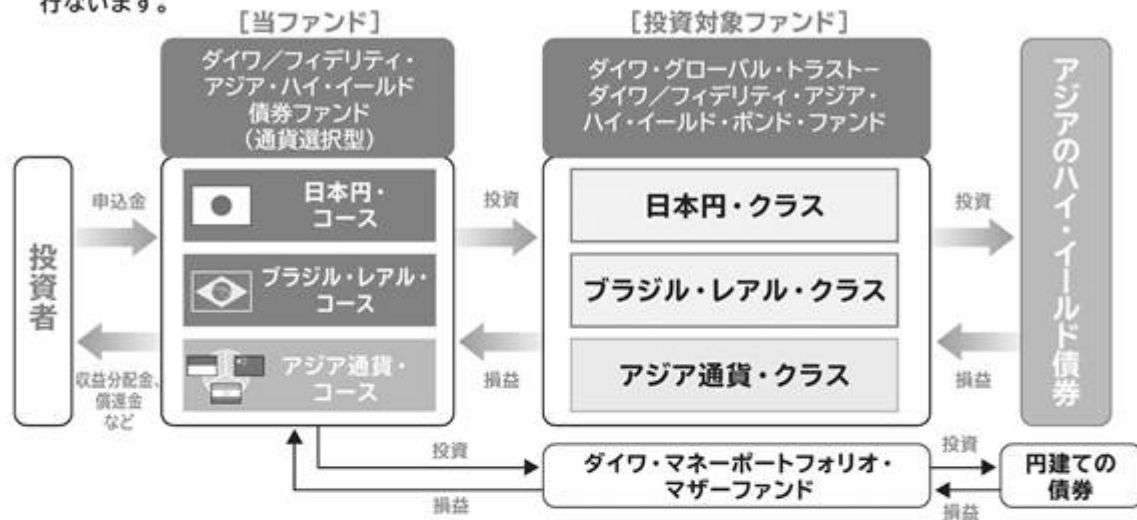 行ないます。
[当ファンド]
[投資対象ファンド]
ダイワ/フィデリティ・
アジア・ハイ・イールド
債券ファンド
(通貨選択型)
ダイワ・グローバル・トラスト－
ダイワ/フィデリティ・アジア・
ハイ・イールド・ボンド・ファンド
投資者
申込金
収益分配金、
償還金
など
日本円・
コース
ブラジル・レアル・
コース
アジア通貨・
コース
投資
損益
日本円・クラス
ブラジル・レアル・クラス
アジア通貨・クラス
投資
損益
アジアのハイ・イールド債券
投資
損益
ダイワ・マネーポートフォリオ・
マザーファンド
投資
損益
円建ての
債券